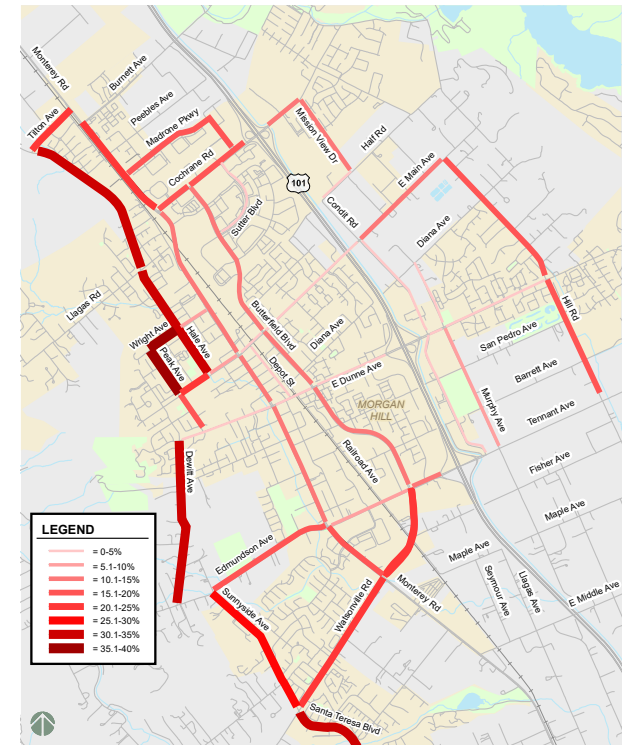 Monterey Rd
Burnett Ave
Peebles Ave
Tilton Ave
Madrone Pkwy
Mission View Dr
Half Rd
Cochrane Rd
E Main Ave
101
Sutter Blvd
Condit Rd
Diana Ave
Llagas Rd
Hill Rd
Wright Ave
Hale Ave
Butterfield Blvd
Diana Ave
San Pedro Ave
Peak Ave
Depot St
E Dunne Ave
Barrett Ave
MORGAN
HILL
Murphy Ave
Tennant Ave
Dewitt Ave
Railroad Ave
Fisher Ave
Maple Ave
LEGEND
= 0-5%
= 5.1-10%
= 10.1-15%
= 15.1-20%
= 20.1-25%
= 25.1-30%
= 30.1-35%
= 35.1-40%
Edmundson Ave
Maple Ave
Seymour Ave
Llagas Ave
E Middle Ave
Sunnyside Ave
Watsonville Rd
Monterey Rd
Santa Teresa Blvd